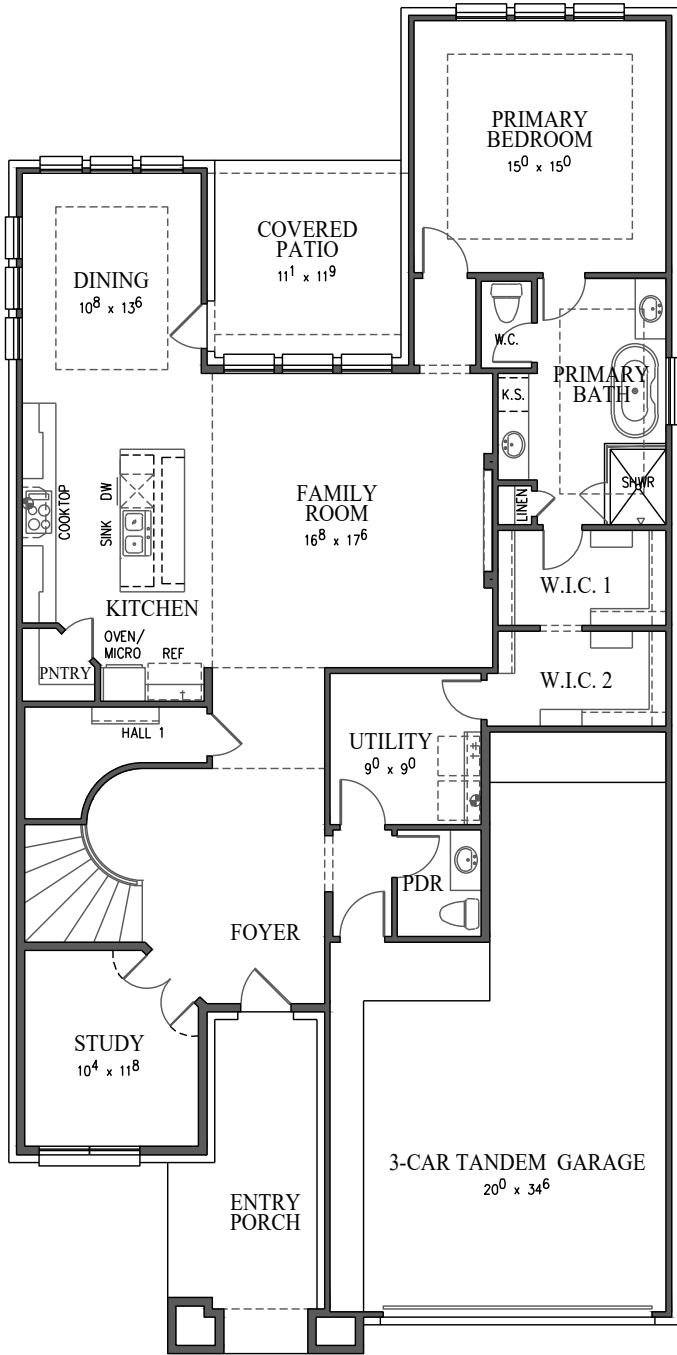 PRIMARY
BEDROOM
15⁰ x 15⁰
COVERED
PATIO
11¹ x 11⁹
DINING
10⁸ x 13⁶
W.C.
PRIMARY
BATH
K.S.
LINEN
SHWR
FAMILY
ROOM
16⁸ x 17⁶
COOKTOP
SINK DW
KITCHEN
OVEN/
MICRO
REF
PNTRY
W.I.C. 1
W.I.C. 2
HALL 1
UTILITY
9⁰ x 9⁰
PDR
FOYER
STUDY
10⁴ x 11⁸
3-CAR TANDEM GARAGE
20⁰ x 34⁶
ENTRY
PORCH